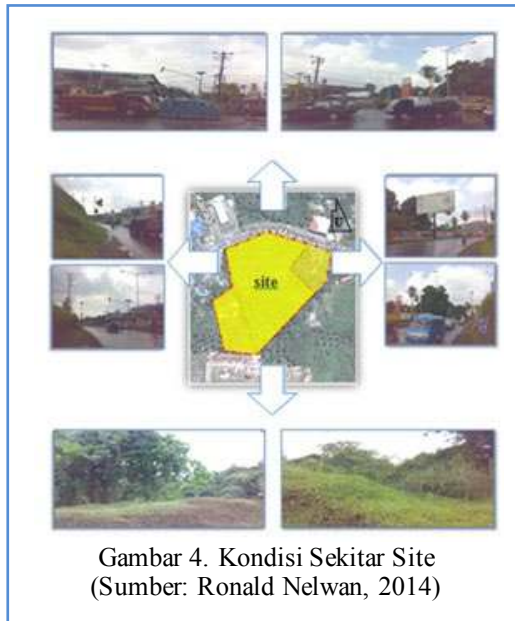 U
site
Gambar 4. Kondisi Sekitar Site
(Sumber: Ronald Nelwan, 2014)